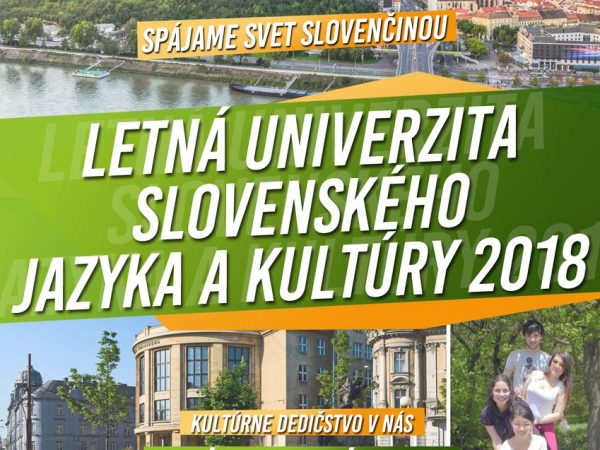 SPÁJAME SVET SLOVENČINOU
LETNÁ UNIVERZITA
SLOVENSKÉHO
JAZYKA A KULTÚRY 2018
KULTÚRNE DEDIČSTVO V NÁS